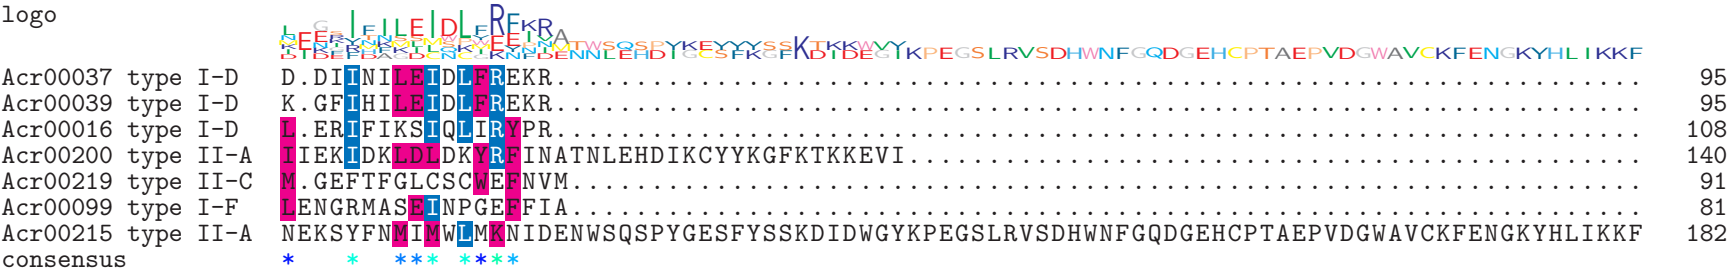 logo
Acr00037 type I-D D.DIINILEIDLFREKR................................................................................... 95
Acr00039 type I-D K.GFIHILEIDLFREKR................................................................................... 95
Acr00016 type I-D L.ERIFIKSIQLIRYPR................................................................................... 108
Acr00200 type II-A IIEKIDKLDLDKYRFINATNLEHDIKCYYKGFKTKKEVI...................................................... 140
Acr00219 type II-C M.GEFTFGLCSCWEFNVM................................................................................ 91
Acr00099 type I-F LENGRMASEINPGEFFIA................................................................................ 81
Acr00215 type II-A NEKSYFNMIMWLMKNIDENWSQSPYGESFYSSKDIDWGYKPEGSLRVSDHWNFGQDGEHCPTAEPVDGWAVCKFENGKYHLIKKF 182
consensus * * *** ****